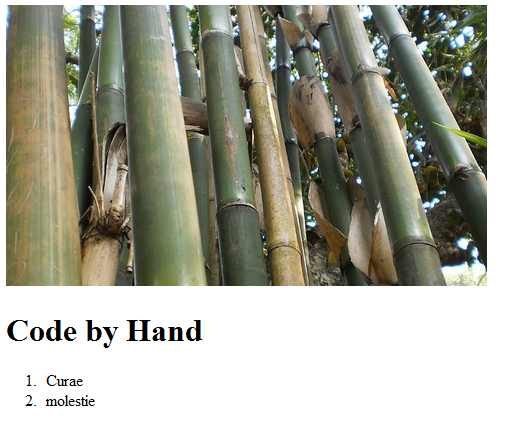 Code by Hand
1. Curae
2. molestie